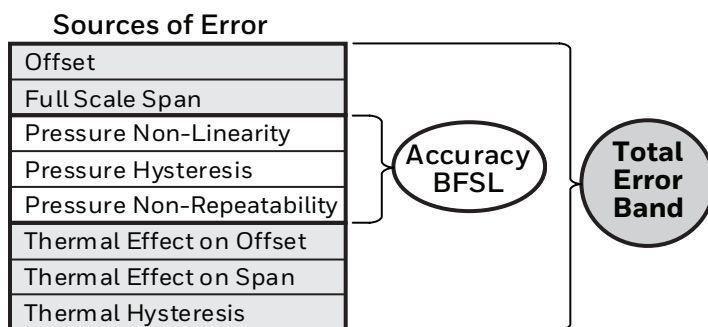 Sources of Error
Offset
Full Scale Span
Pressure Non-Linearity
Pressure Hysteresis
Pressure Non-Repeatability
Thermal Effect on Offset
Thermal Effect on Span
Thermal Hysteresis
Accuracy
BFSL
Total
Error
Band